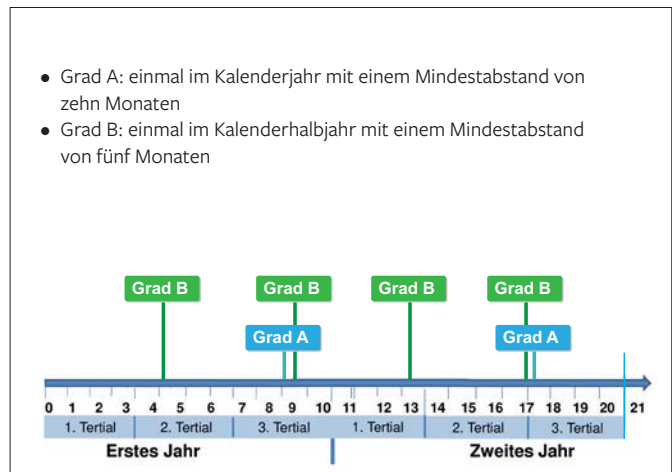 • Grad A: einmal im Kalenderjahr mit einem Mindestabstand von
zehn Monaten
• Grad B: einmal im Kalenderhalbjahr mit einem Mindestabstand
von fünf Monaten
Grad B Grad B Grad B Grad B
Grad A Grad A
0 1 2 3 4 5 6 7 8 9 10 11 12 13 14 15 16 17 18 19 20 21
1. Tertial 2. Tertial 3. Tertial 1. Tertial 2. Tertial 3. Tertial
Erstes Jahr Zweites Jahr